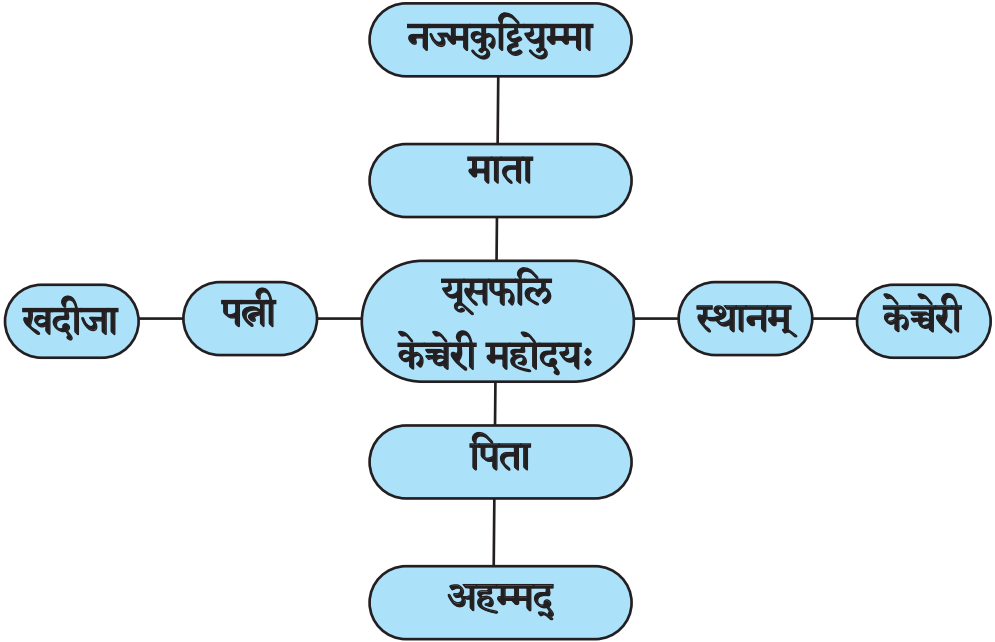 नज्मकुट्टियुम्मा
माता
यूसफलि
केच्चेरी महोदयः
खदीजा
पत्नी
स्थानम्
केच्चेरी
पिता
अहम्मद्